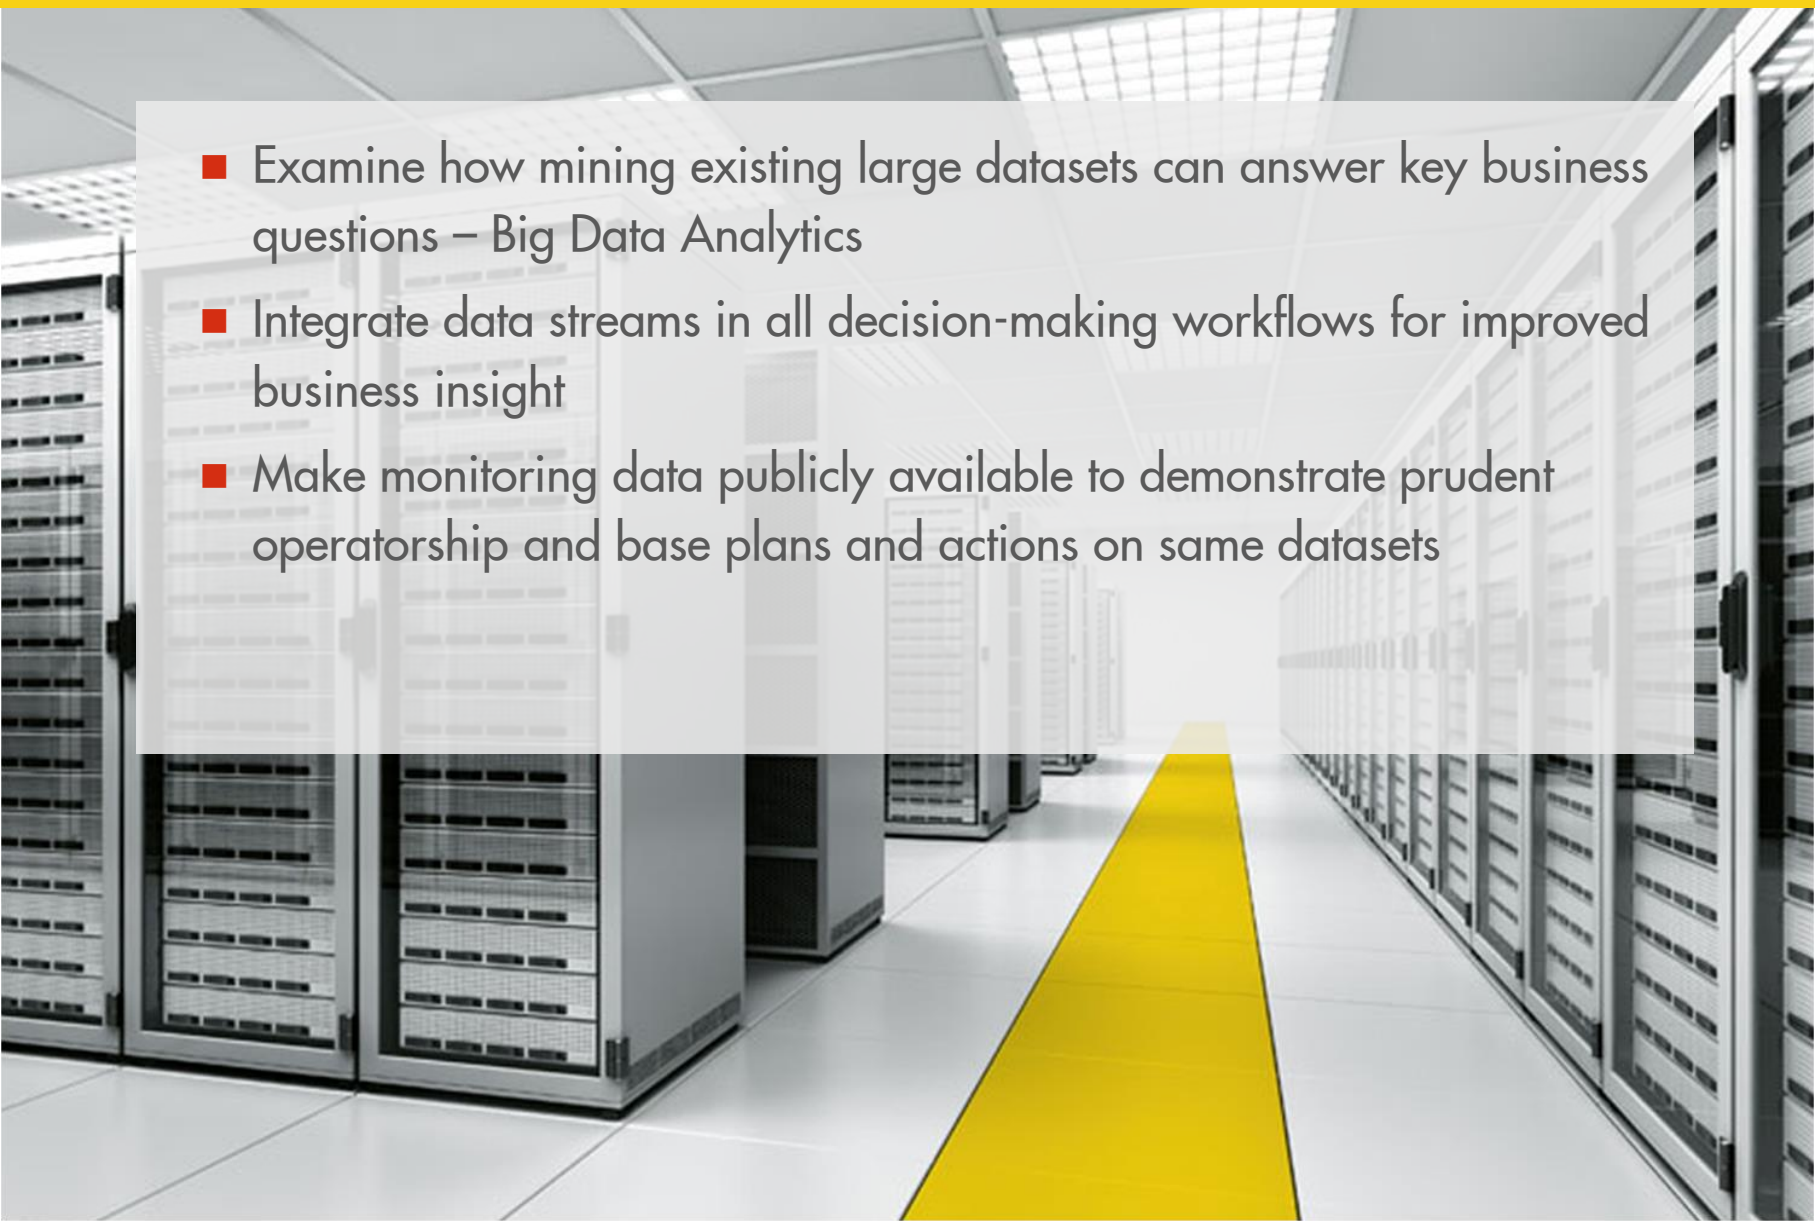 Examine how mining existing large datasets can answer key business
questions – Big Data Analytics
Integrate data streams in all decision-making workflows for improved
business insight
Make monitoring data publicly available to demonstrate prudent
operatorship and base plans and actions on same datasets